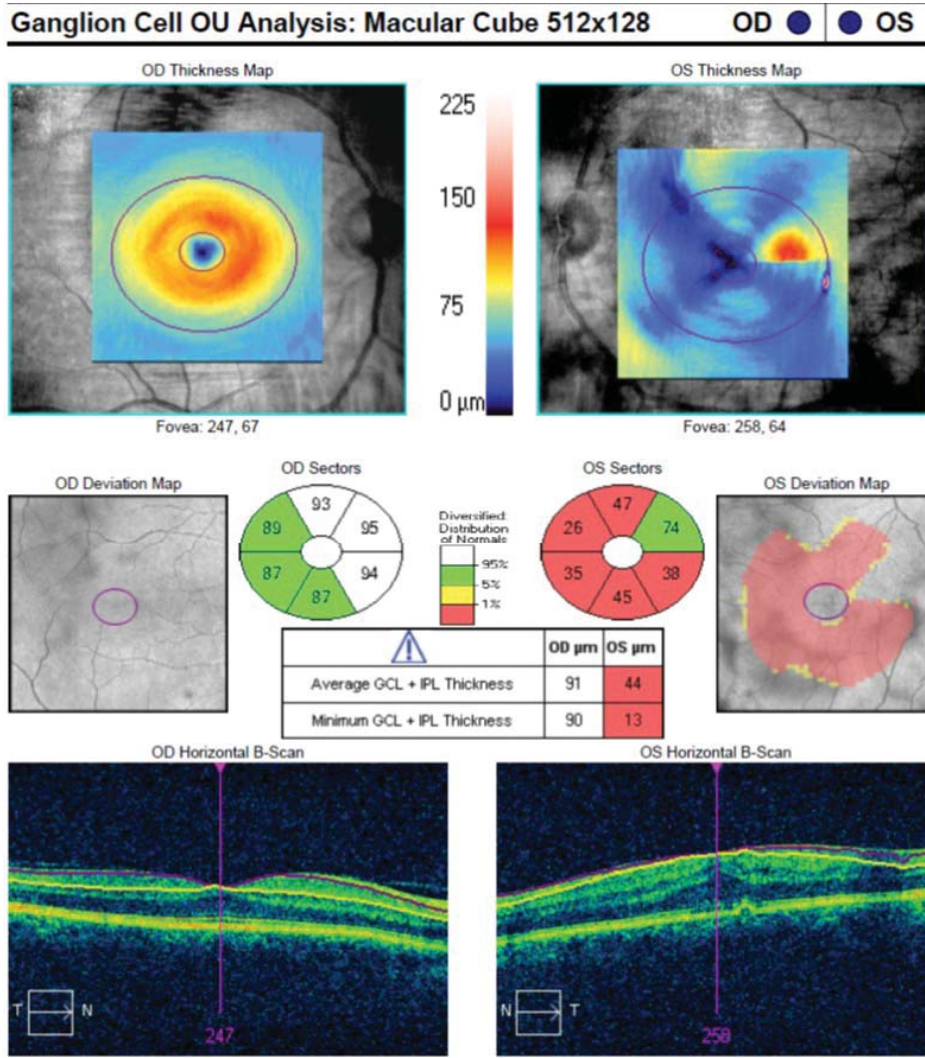 Ganglion Cell OU Analysis: Macular Cube 512x128 OD OS
OD Thickness Map
OS Thickness Map
225
150
75
0 µm
Fovea: 247, 67
Fovea: 258, 64
OD Deviation Map
OD Sectors
OS Sectors
OS Deviation Map
93
89
95
87
94
87
Diversified:
Distribution
of Normals
95%
5%
1%
47
26
74
35
38
45
OD µm OS µm
Average GCL + IPL Thickness 91 44
Minimum GCL + IPL Thickness 90 13
OD Horizontal B-Scan
OS Horizontal B-Scan
T N
247
N T
258